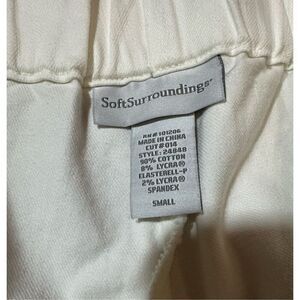 SoftSurroundings®
RN# 101206
MADE IN CHINA
CUT# 014
STYLE: 24848
90% COTTON
8% LYCRA®
ELASTERELL-P
2% LYCRA®
SPANDEX
SMALL